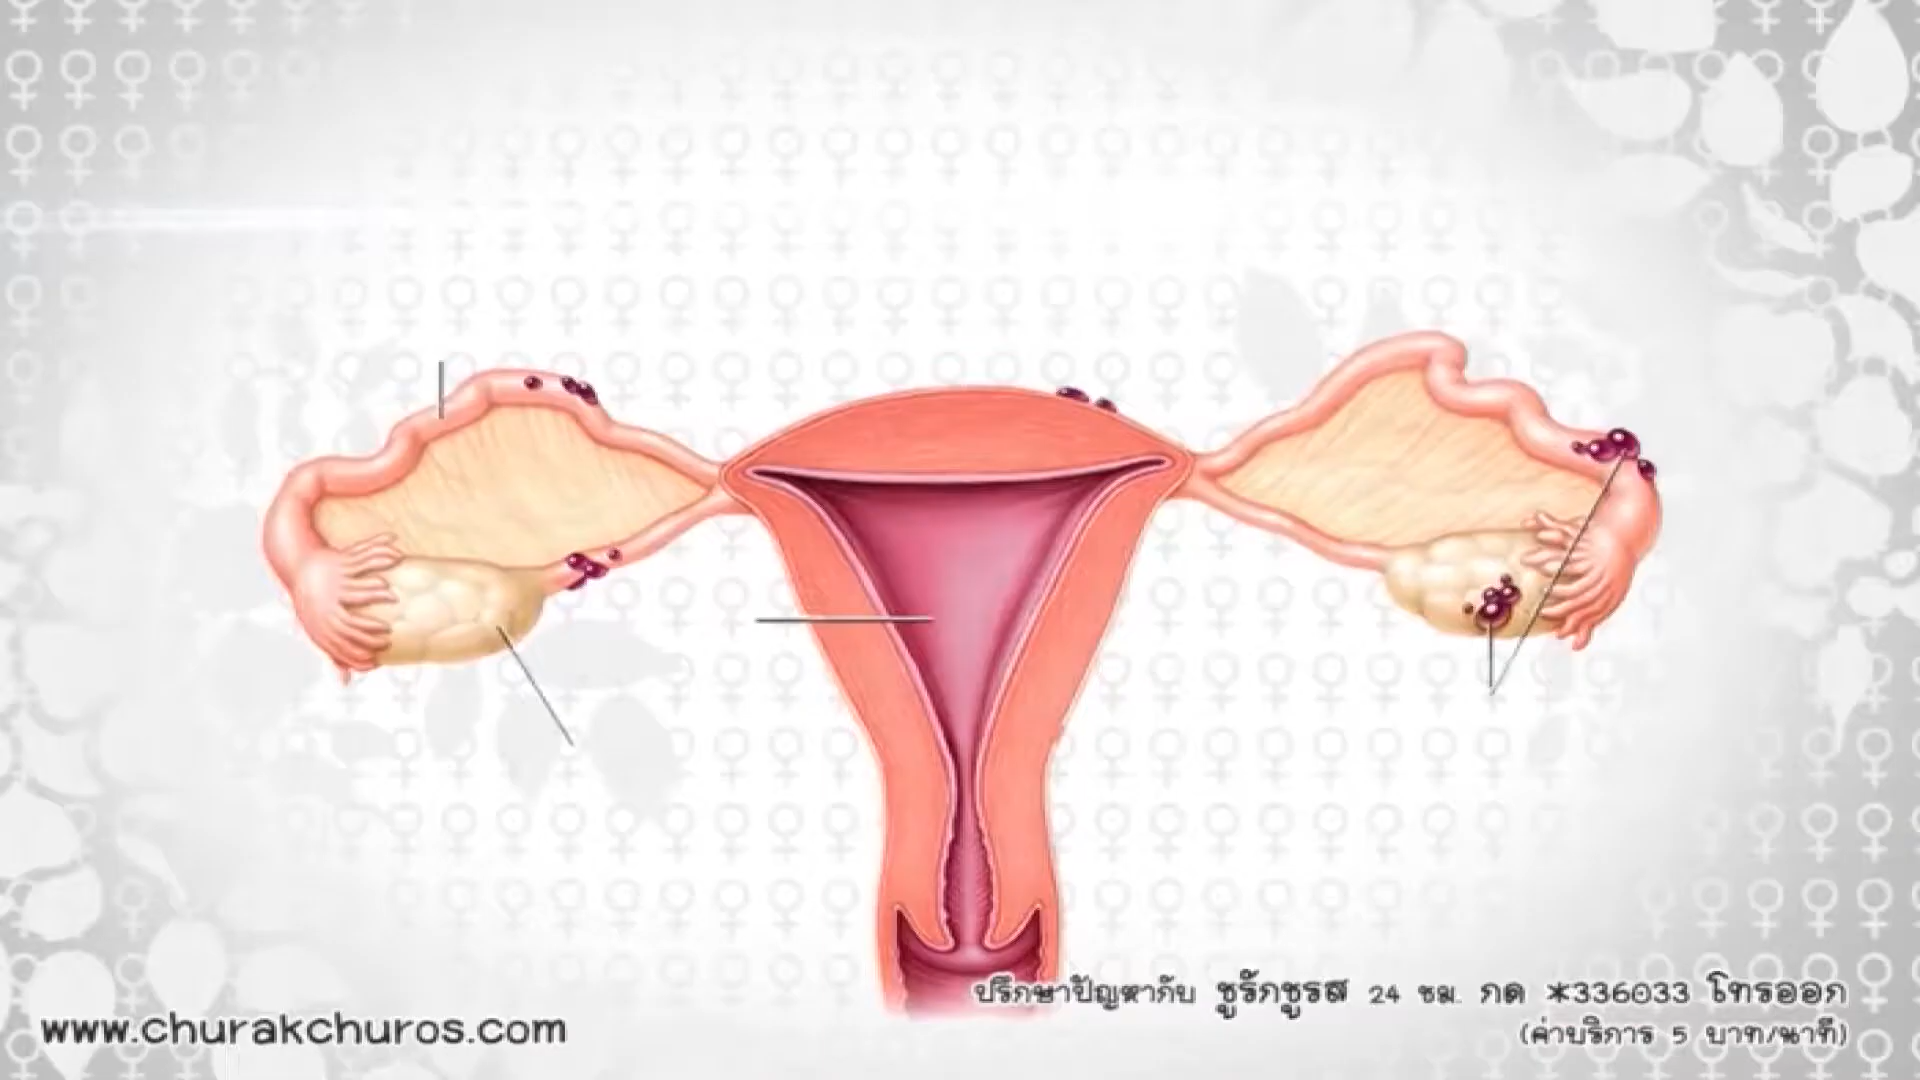 ปรึกษาปัญหากับ ชูรักชูรส 24 ชม. กด *336033 โทรออก
www.churakchuros.com
(ค่าบริการ 5 บาท/นาที)